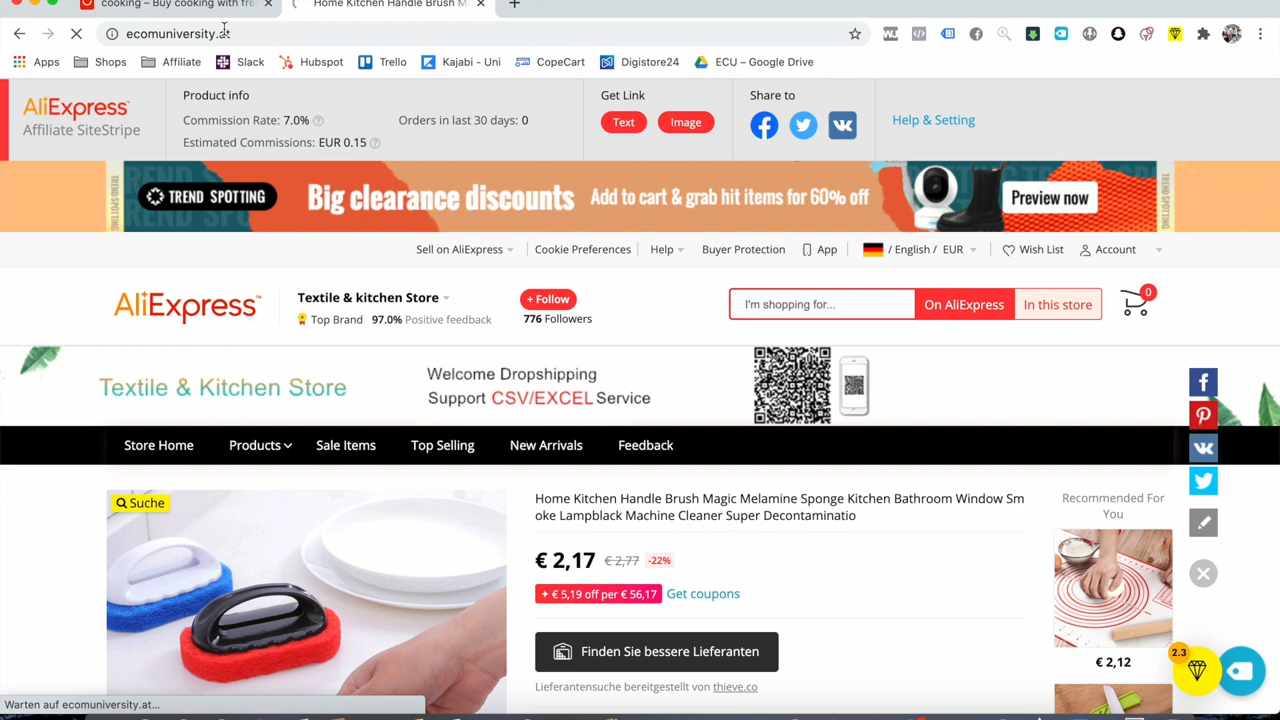 cooking – Buy cooking with fre
Home Kitchen Handle Brush M
ecomuniversity.at
Apps
Shops
Affiliate
Slack
Hubspot
Trello
Kajabi - Uni
CopeCart
Digistore24
ECU – Google Drive
AliExpress
Affiliate SiteStripe
Product info
Commission Rate: 7.0%
Orders in last 30 days: 0
Estimated Commissions: EUR 0.15
Get Link
Text
Image
Share to
Help & Setting
TREND SPOTTING
TREND SPOTTING
Big clearance discounts
Add to cart & grab hit items for 60% off
Preview now
TREND SPOTTING
Sell on AliExpress
Cookie Preferences
Help
Buyer Protection
App
/ English / EUR
Wish List
Account
AliExpress
Textile & kitchen Store
Top Brand 97.0% Positive feedback
+ Follow
776 Followers
I'm shopping for...
On AliExpress
In this store
0
Textile & Kitchen Store
Welcome Dropshipping
Support CSV/EXCEL Service
Store Home
Products
Sale Items
Top Selling
New Arrivals
Feedback
Suche
Home Kitchen Handle Brush Magic Melamine Sponge Kitchen Bathroom Window Sm
oke Lampblack Machine Cleaner Super Decontaminatio
€ 2,17 € 2,77 -22%
€ 5,19 off per € 56,17 Get coupons
Finden Sie bessere Lieferanten
Lieferantensuche bereitgestellt von thieve.co
Recommended For
You
€ 2,12
2.3
Warten auf ecomuniversity.at...